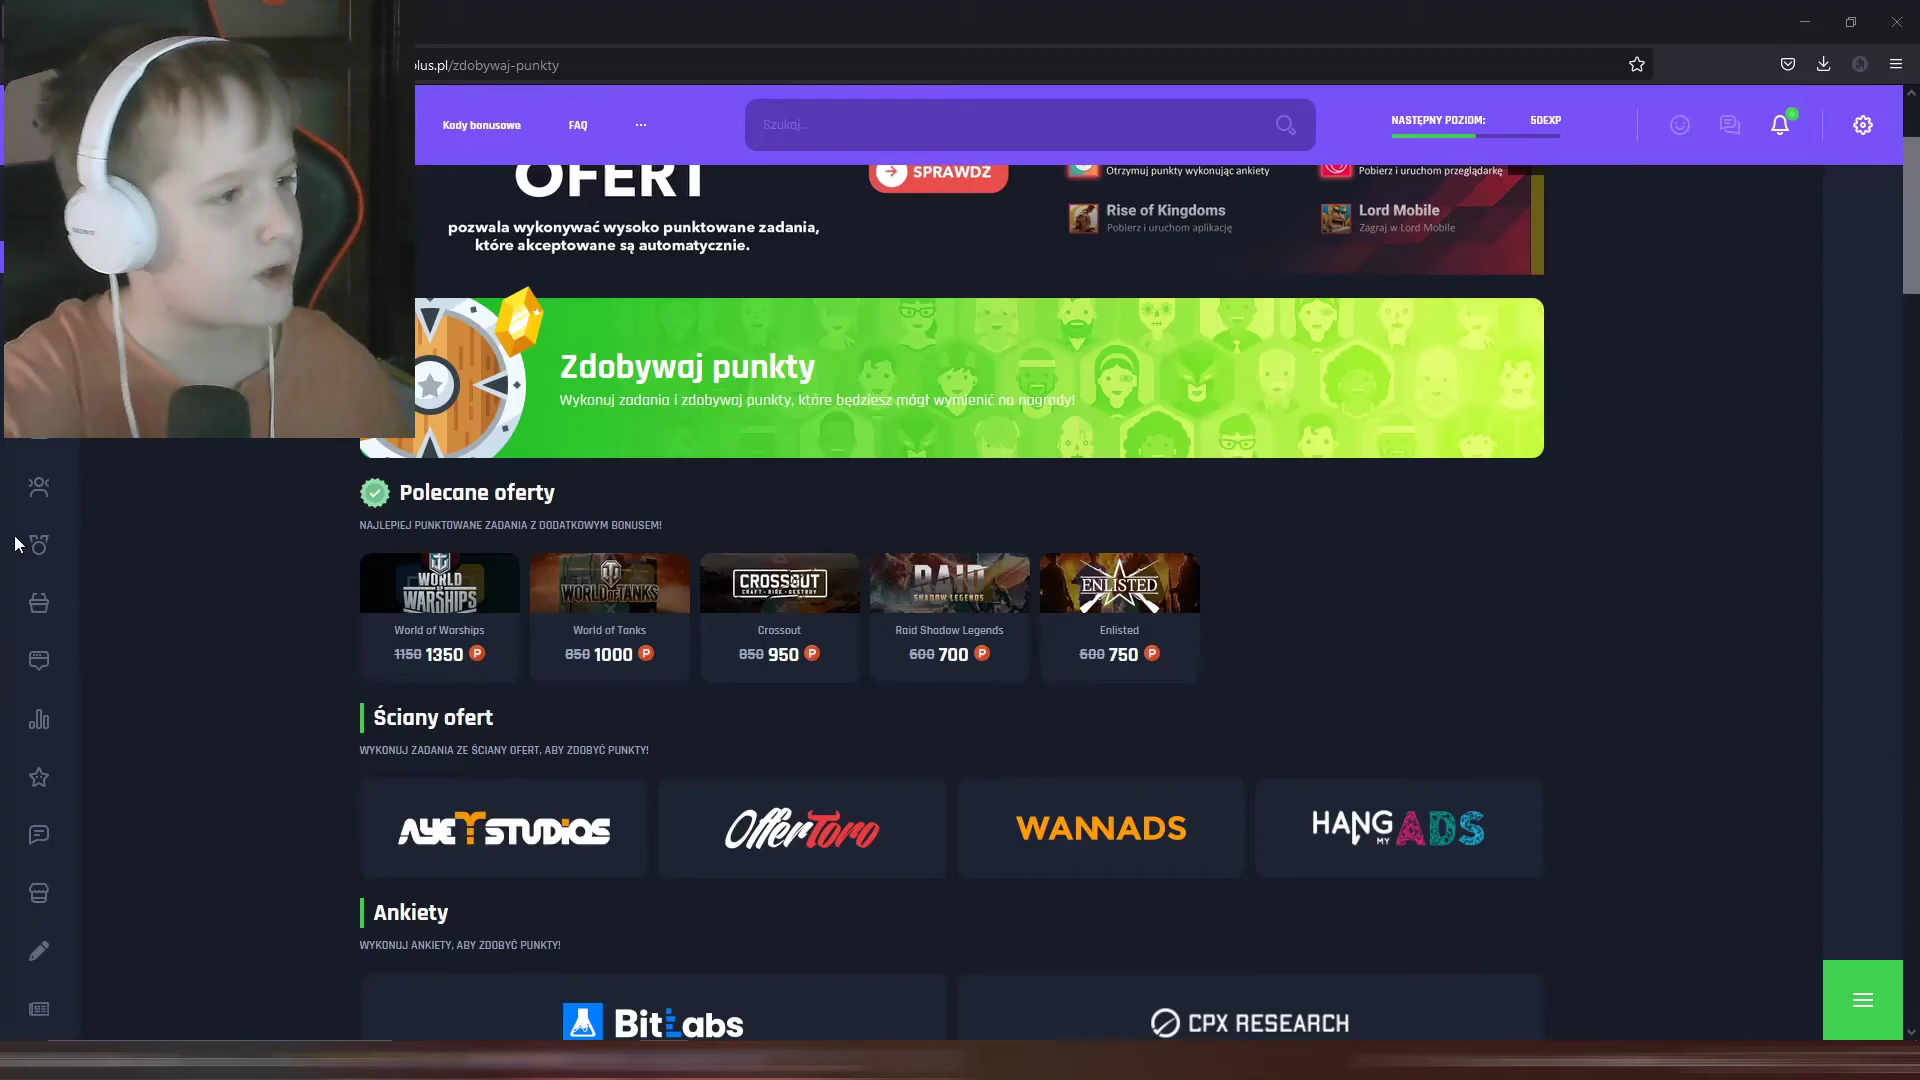 lus.pl/zdobywaj-punkty
Kody bonusowe
FAQ
...
Szukaj...
NASTĘPNY POZIOM:
50EXP
OFERT
SPRAWDŹ
pozwala wykonywać wysoko punktowane zadania,
które akceptowane są automatycznie.
Otrzymuj punkty wykonując ankiety
Pobierz i uruchom przeglądarkę
Rise of Kingdoms
Pobierz i uruchom aplikację
Lord Mobile
Zagraj w Lord Mobile
Zdobywaj punkty
Wykonuj zadania i zdobywaj punkty, które będziesz mógł wymienić na nagrody!
Polecane oferty
NAJLEPIEJ PUNKTOWANE ZADANIA Z DODATKOWYM BONUSEM!
WORLD OF WARSHIPS
WORLD OF TANKS
CROSSOUT
CRAFT · RIDE · DESTROY
RAID
SHADOW LEGENDS
ENLISTED
World of Warships
World of Tanks
Crossout
Raid Shadow Legends
Enlisted
1150 1350 P
850 1000 P
850 950 P
600 700 P
600 750 P
Ściany ofert
WYKONUJ ZADANIA ZE ŚCIANY OFERT, ABY ZDOBYĆ PUNKTY!
AYET STUDIOS
OfferToro
WANNADS
HANG MY ADS
Ankiety
WYKONUJ ANKIETY, ABY ZDOBYĆ PUNKTY!
BitLabs
CPX RESEARCH